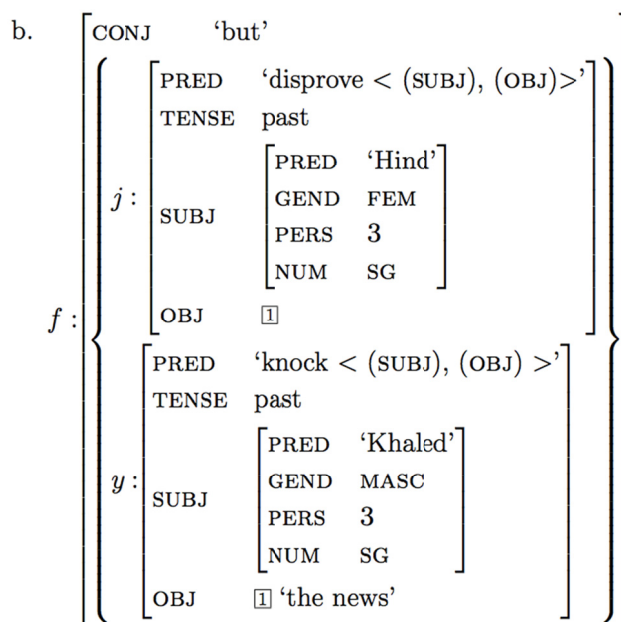 b.
CONJ ‘but’
PRED ‘disprove < (SUBJ), (OBJ)>’
TENSE past
PRED ‘Hind’
GEND FEM
j : SUBJ
PERS 3
NUM SG
OBJ 1
f :
PRED ‘knock < (SUBJ), (OBJ) >’
TENSE past
PRED ‘Khaled’
GEND MASC
y : SUBJ
PERS 3
NUM SG
OBJ 1 ‘the news’